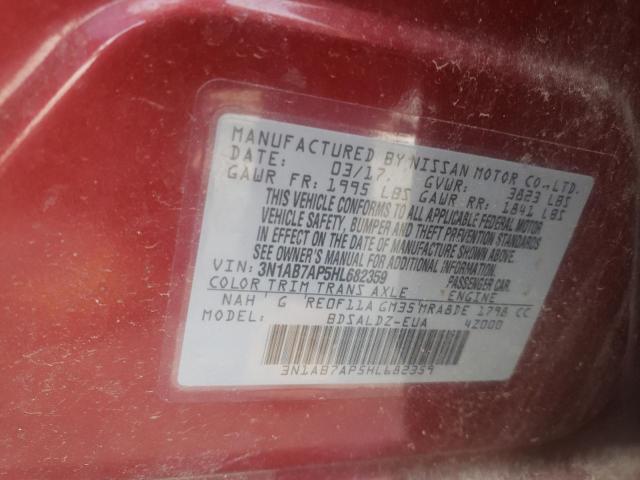 MANUFACTURED BY NISSAN MOTOR CO.,LTD.
DATE: 03/17. GVWR: 3823 LBS
GAWR FR: 1995 LBS GAWR RR: 1841 LBS
THIS VEHICLE CONFORMS TO ALL APPLICABLE FEDERAL MOTOR
VEHICLE SAFETY, BUMPER AND THEFT PREVENTION STANDARDS
IN EFFECT ON THE DATE OF MANUFACTURE SHOWN ABOVE.
SEE OWNER'S MANUAL FOR ADDITIONAL INFORMATION.
VIN: 3N1AB7AP5HL682359 PASSENGER CAR
COLOR TRIM TRANS AXLE ENGINE
NAH G RE0F11A GM35 MRA8DE 1798 CC
MODEL: BDSALDZ-EUA 42000
3N1AB7AP5HL682359